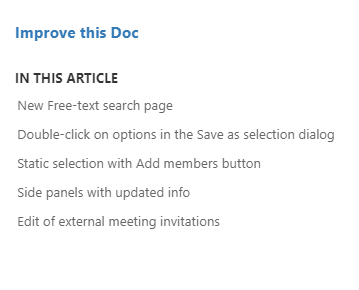 Improve this Doc
IN THIS ARTICLE
New Free-text search page
Double-click on options in the Save as selection dialog
Static selection with Add members button
Side panels with updated info
Edit of external meeting invitations